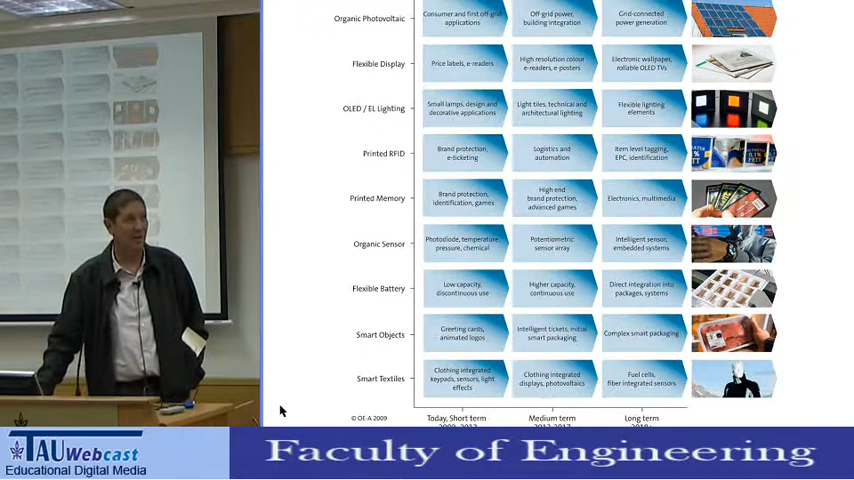 Organic Photovoltaic
Consumer and first off-grid
applications
Off-grid power,
building integration
Grid-connected
power generation
Flexible Display
Price labels, e-readers
High resolution colour
e-readers, e-posters
Electronic wallpaper,
rollable OLED TVs
OLED / EL Lighting
Small lamps, design and
decorative applications
Light tiles, technical and
architectural lighting
Flexible lighting
elements
Printed RFID
Brand protection,
e-ticketing
Logistics and
automation
Item level tagging,
EPC, identification
Printed Memory
Brand protection,
identification, games
High end
brand protection,
advanced games
Electronics, multimedia
Organic Sensor
Photodiode, temperature
pressure, chemical
Potentiometric
sensor array
Intelligent sensor,
embedded systems
Flexible Battery
Low capacity,
discontinuous use
Higher capacity,
continuous use
Direct integration into
packages, systems
Smart Objects
Greeting cards,
animated logos
Intelligent tickets, initial
smart packaging
Complex smart packaging
Smart Textiles
Clothing integrated
keypads, sensors, light
effects
Clothing integrated
displays, photovoltaics
Fuel cells,
fiber integrated sensors
© OE-A 2009
Today, Short term
Medium term
Long term
TAUWebcast
Educational Digital Media
Faculty of Engineering